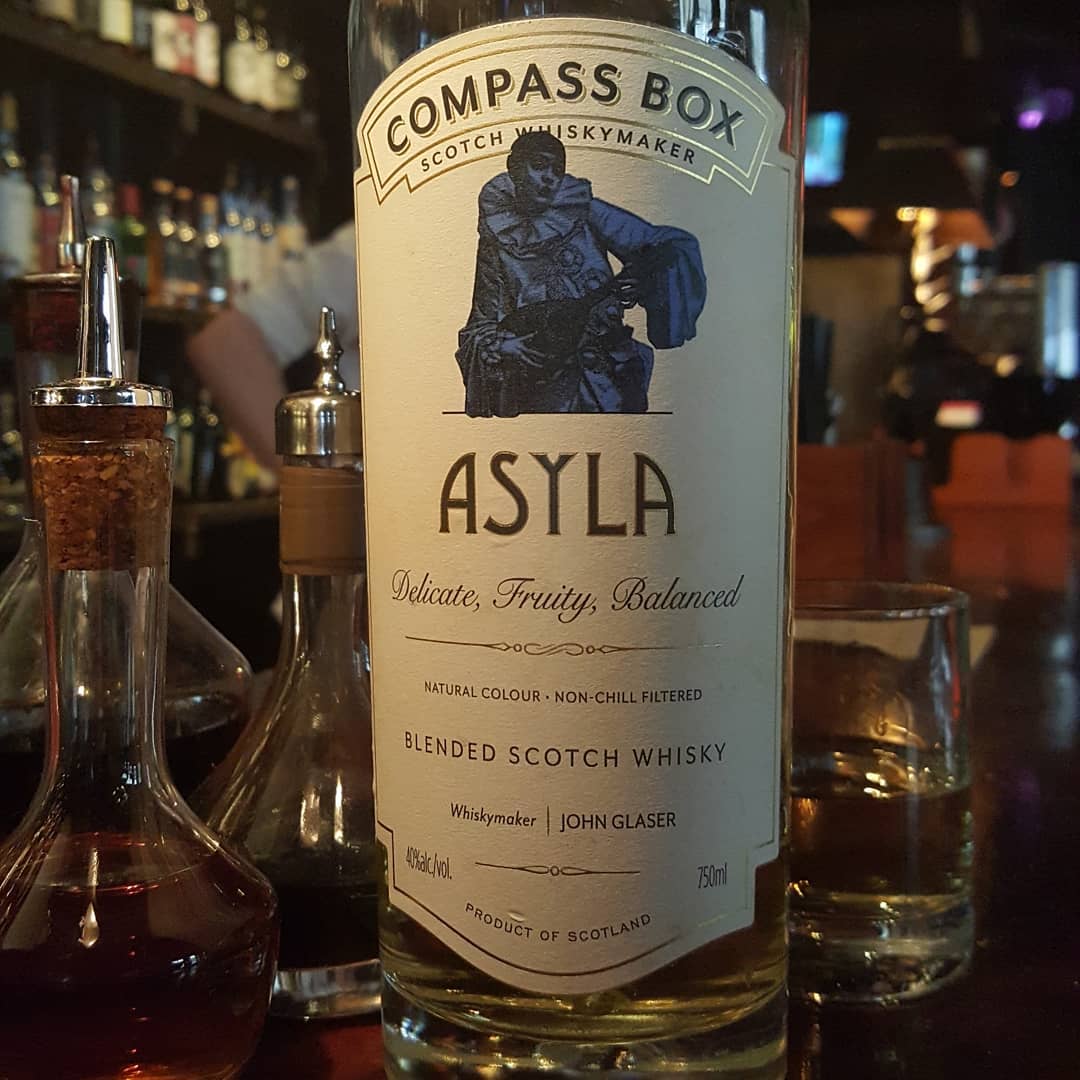 COMPASS BOX
SCOTCH WHISKYMAKER
ASYLA
Delicate, Fruity, Balanced
NATURAL COLOUR • NON-CHILL FILTERED
BLENDED SCOTCH WHISKY
Whiskymaker | JOHN GLASER
40%alc./vol.
750ml
PRODUCT OF SCOTLAND